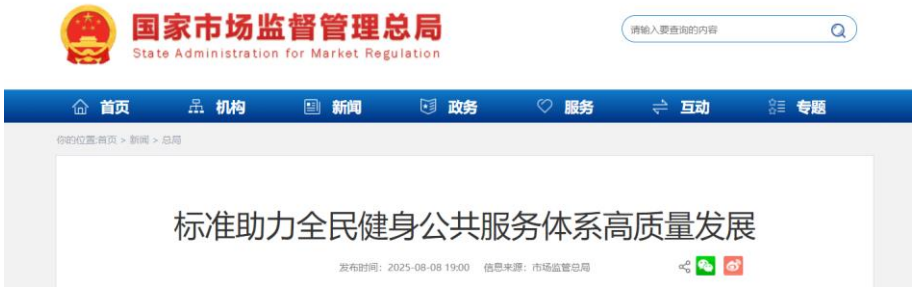 国家市场监督管理总局
State Administration for Market Regulation
请输入要查询的内容
首页 机构 新闻 政务 服务 互动 专题
你的位置:首页 > 新闻 > 总局
标准助力全民健身公共服务体系高质量发展
发布时间：2025-08-08 19:00 信息来源：市场监管总局